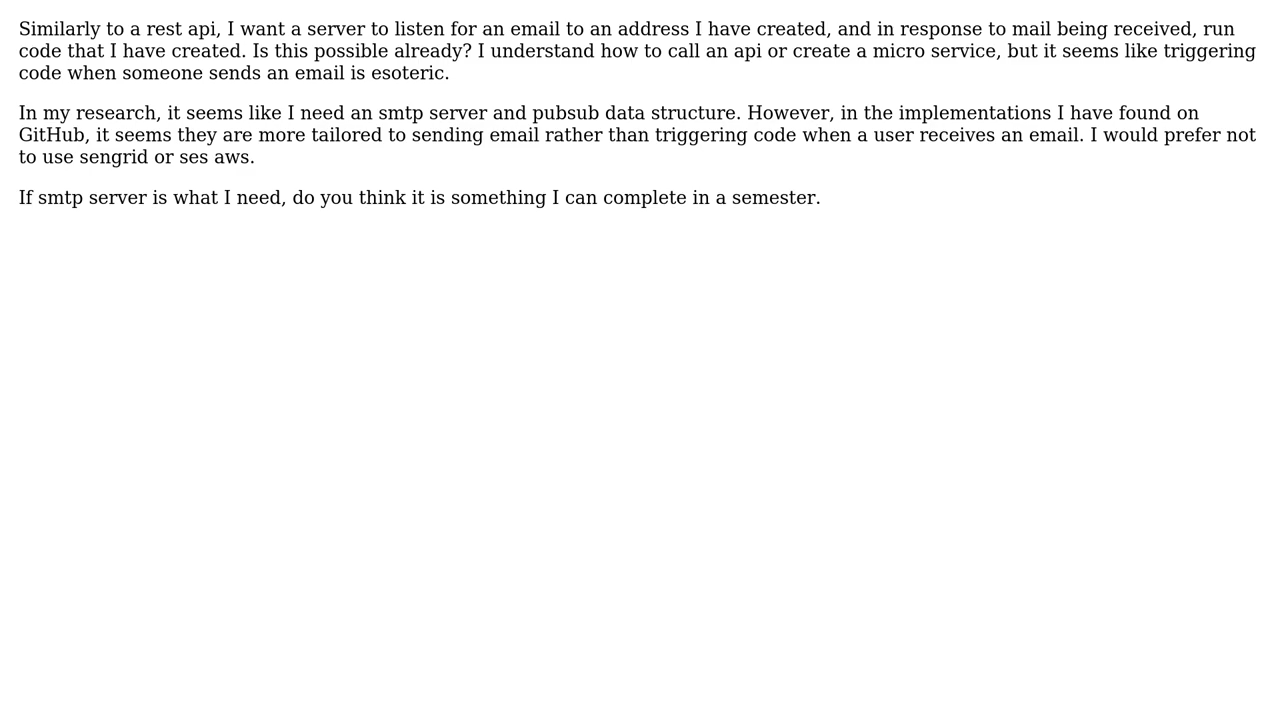 Similarly to a rest api, I want a server to listen for an email to an address I have created, and in response to mail being received, run
code that I have created. Is this possible already? I understand how to call an api or create a micro service, but it seems like triggering
code when someone sends an email is esoteric.
In my research, it seems like I need an smtp server and pubsub data structure. However, in the implementations I have found on
GitHub, it seems they are more tailored to sending email rather than triggering code when a user receives an email. I would prefer not
to use sengrid or ses aws.
If smtp server is what I need, do you think it is something I can complete in a semester.